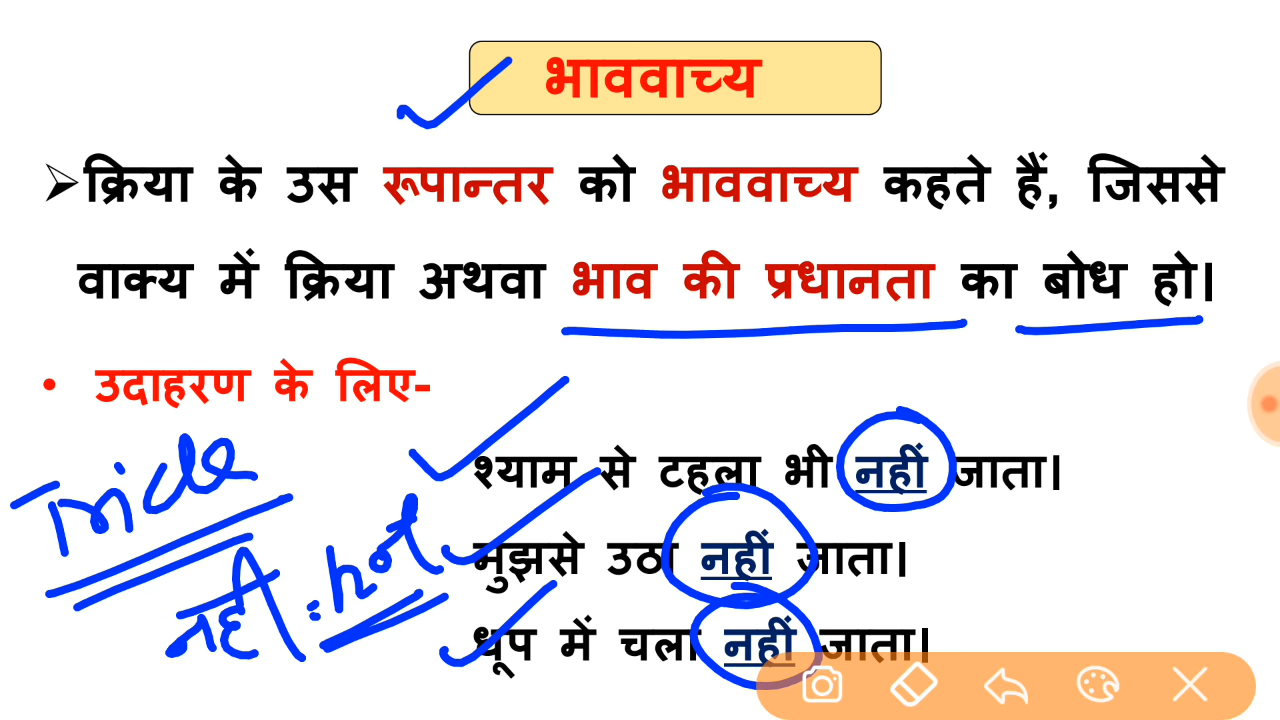 भाववाच्य
क्रिया के उस रूपान्तर को भाववाच्य कहते हैं, जिससे
वाक्य में क्रिया अथवा भाव की प्रधानता का बोध हो।
• उदाहरण के लिए-
श्याम से टहला भी नहीं जाता।
मुझसे उठा नहीं जाता।
धूप में चला नहीं जाता।
Trick
नहीं = not